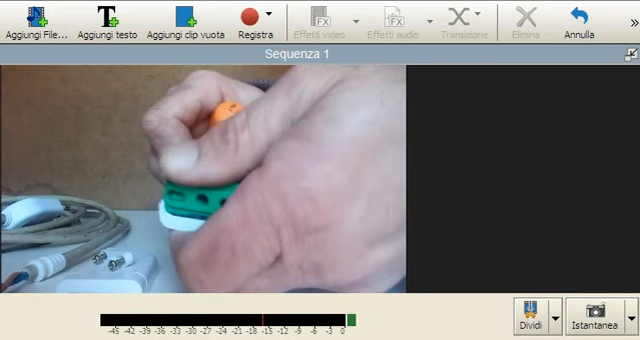 Aggiungi File... Aggiungi testo Aggiungi clip vuota Registra Effetti video Effetti audio Transizione Elimina Annulla
Sequenza 1
-45 -42 -39 -36 -33 -30 -27 -24 -21 -18 -15 -12 -9 -6 -3 0
Dividi Istantanea